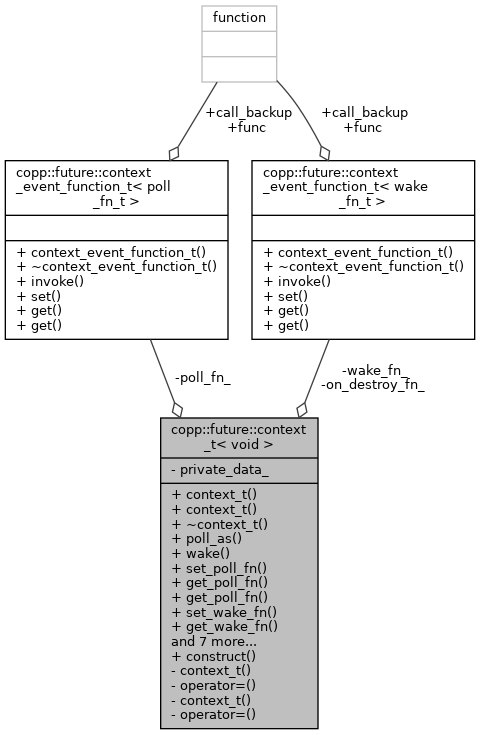 function
+call_backup
+func
+call_backup
+func
copp::future::context
_event_function_t< poll
_fn_t >
+ context_event_function_t()
+ ~context_event_function_t()
+ invoke()
+ set()
+ get()
+ get()
copp::future::context
_event_function_t< wake
_fn_t >
+ context_event_function_t()
+ ~context_event_function_t()
+ invoke()
+ set()
+ get()
+ get()
-poll_fn_
-wake_fn_
-on_destroy_fn_
copp::future::context
_t< void >
- private_data_
+ context_t()
+ context_t()
+ ~context_t()
+ poll_as()
+ wake()
+ set_poll_fn()
+ get_poll_fn()
+ get_poll_fn()
+ set_wake_fn()
+ get_wake_fn()
and 7 more...
+ construct()
- context_t()
- operator=()
- context_t()
- operator=()